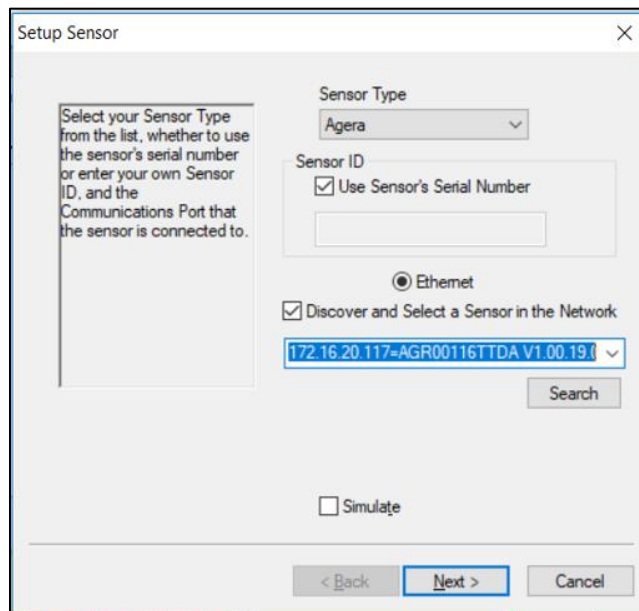 Setup Sensor
Select your Sensor Type
from the list, whether to use
the sensor's serial number
or enter your own Sensor
ID, and the
Communications Port that
the sensor is connected to.
Sensor Type
Agera
Sensor ID
Use Sensor's Serial Number
Ethernet
Discover and Select a Sensor in the Network
172.16.20.117=AGR00116TTDA V1.00.19.0
Search
Simulate
< Back
Next >
Cancel